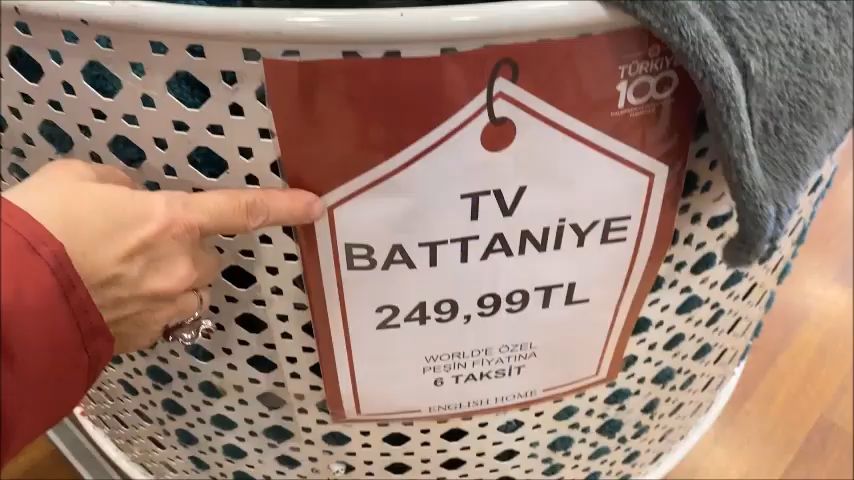 TÜRKİYE
100
TV
BATTANİYE
249,99TL
WORLD'E ÖZEL
PEŞİN FİYATINA
6 TAKSİT
ENGLISH HOME